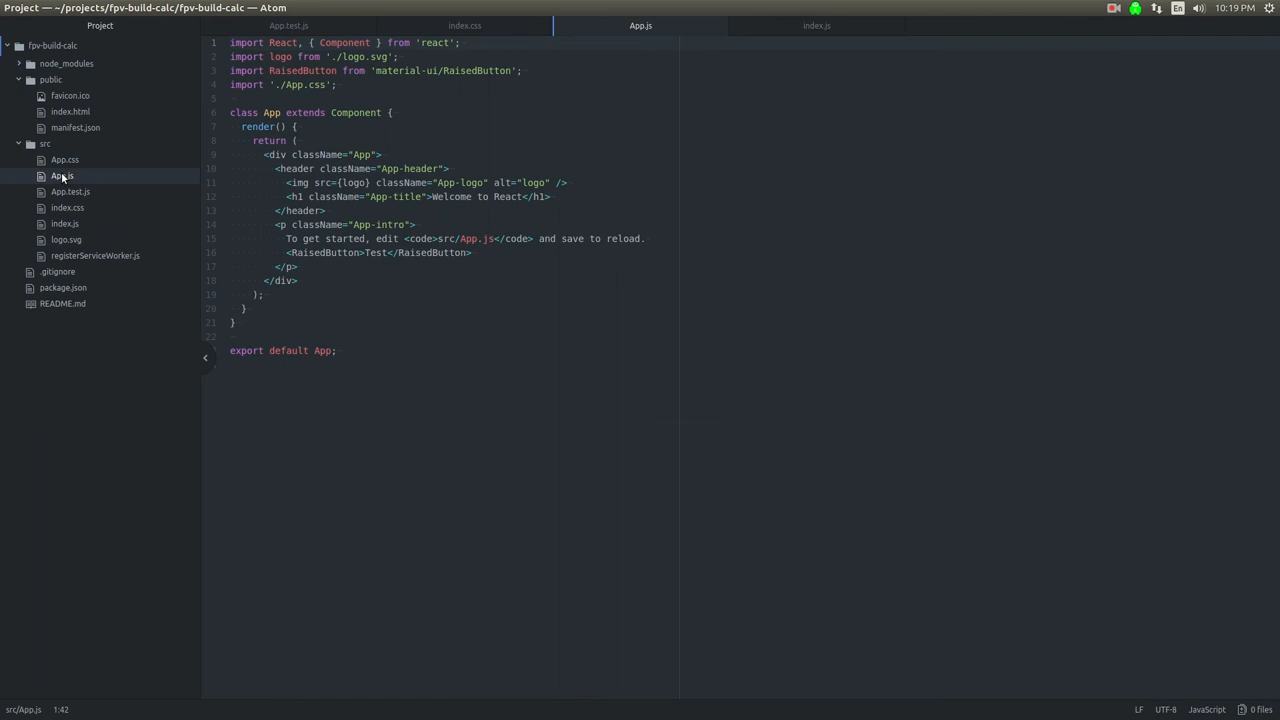 Project — ~/projects/fpv-build-calc/fpv-build-calc — Atom
En
10:19 PM
Project
App.test.js
index.css
App.js
index.js
fpv-build-calc
node_modules
public
favicon.ico
index.html
manifest.json
src
App.css
App.js
App.test.js
index.css
index.js
logo.svg
registerServiceWorker.js
.gitignore
package.json
README.md
1 import React, { Component } from 'react';
2 import logo from './logo.svg';
3 import RaisedButton from 'material-ui/RaisedButton';
4 import './App.css';
5
6 class App extends Component {
7 render() {
8 return (
9 <div className="App">
10 <header className="App-header">
11 <img src={logo} className="App-logo" alt="logo" />
12 <h1 className="App-title">Welcome to React</h1>
13 </header>
14 <p className="App-intro">
15 To get started, edit <code>src/App.js</code> and save to reload.
16 <RaisedButton>Test</RaisedButton>
17 </p>
18 </div>
19 );
20 }
21 }
22
export default App;
src/App.js 1:42
LF UTF-8 JavaScript 0 files